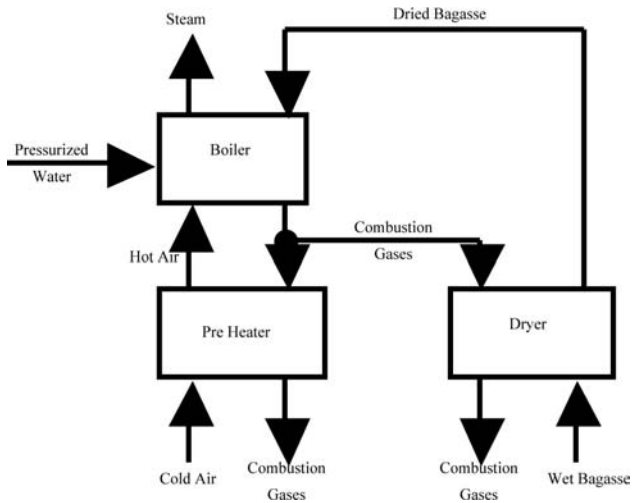 Steam
Dried Bagasse
Pressurized
Water
Boiler
Hot Air
Combustion
Gases
Pre Heater
Dryer
Cold Air
Combustion
Gases
Combustion
Gases
Wet Bagasse